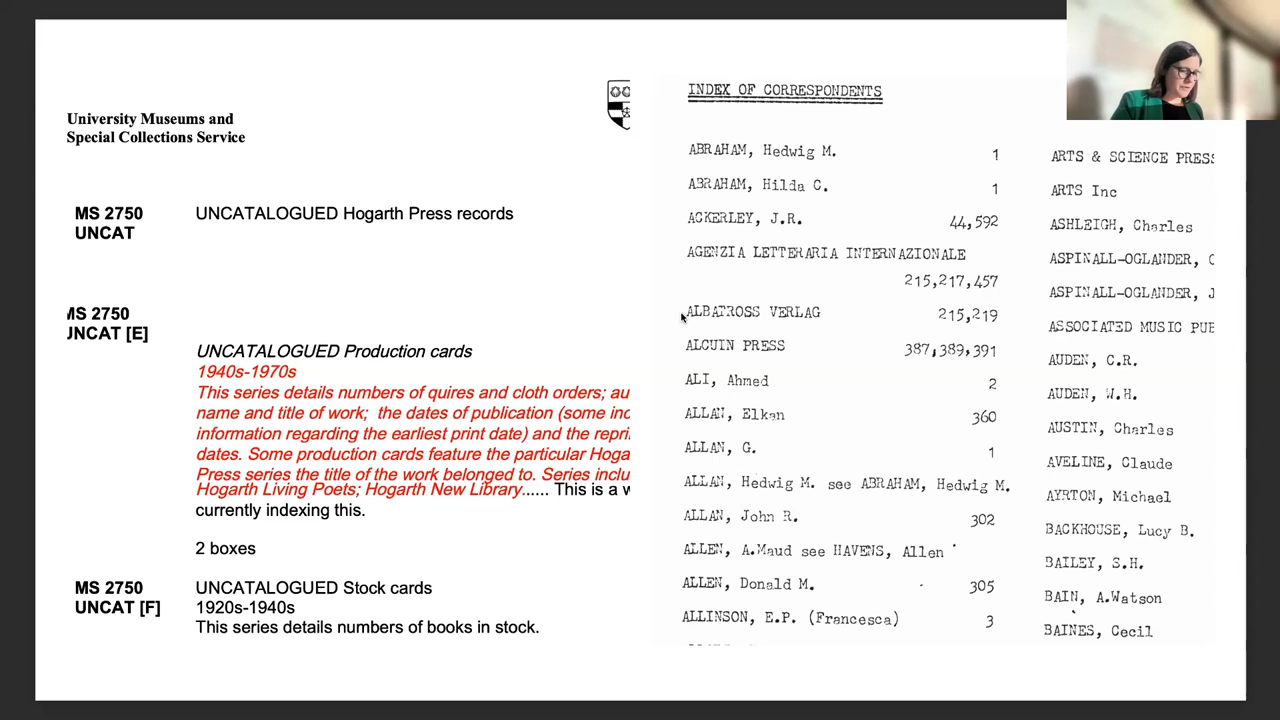 University Museums and
Special Collections Service
MS 2750 UNCATALOGUED Hogarth Press records
UNCAT
MS 2750
UNCAT [E]
UNCATALOGUED Production cards
1940s-1970s
This series details numbers of quires and cloth orders; au
name and title of work; the dates of publication (some inc
information regarding the earliest print date) and the repri
dates. Some production cards feature the particular Hoga
Press series the title of the work belonged to. Series inclu
Hogarth Living Poets; Hogarth New Library...... This is a w
currently indexing this.
2 boxes
MS 2750 UNCATALOGUED Stock cards
UNCAT [F] 1920s-1940s
This series details numbers of books in stock.
INDEX OF CORRESPONDENTS
ABRAHAM, Hedwig M. 1
ABRAHAM, Hilda C. 1
ACKERLEY, J.R. 44,592
AGENZIA LETTERARIA INTERNAZIONALE
215,217,457
ALBATROSS VERLAG 215,219
ALCUIN PRESS 387,389,391
ALI, Ahmed 2
ALLAN, Elkan 360
ALLAN, G. 1
ALLAN, Hedwig M. see ABRAHAM, Hedwig M.
ALLAN, John R. 302
ALLEN, A.Maud see HAVENS, Allen
ALLEN, Donald M. 305
ALLINSON, E.P. (Francesca) 3
ARTS & SCIENCE PRESS
ARTS Inc
ASHLEIGH, Charles
ASPINALL-OGLANDER, C
ASPINALL-OGLANDER, J
ASSOCIATED MUSIC PUB
AUDEN, C.R.
AUDEN, W.H.
AUSTIN, Charles
AVELINE, Claude
AYRTON, Michael
BACKHOUSE, Lucy B.
BAILEY, S.H.
BAIN, A.Watson
BAINES, Cecil